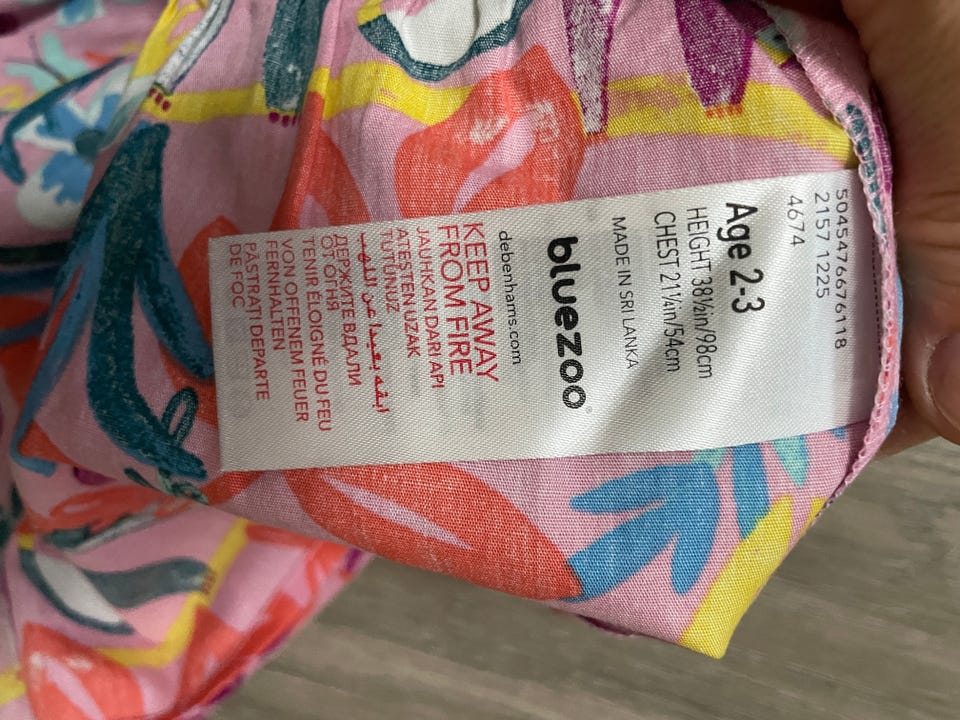 5045476676118
2157 1225
4674
Age 2-3
HEIGHT 38½in/98cm
CHEST 21¼in/54cm
MADE IN SRI LANKA
bluezoo
debenhams.com
KEEP AWAY
FROM FIRE
JAUHKAN DARI API
ATEŞTEN UZAK
TUTUNUZ
ابقه بعيدا عن اللهب
ДЕРЖИТЕ ВДАЛИ
ОТ ОГНЯ
TENIR ÉLOIGNÉ DU FEU
VON OFFENEM FEUER
FERNHALTEN
PĂSTRAȚI DEPARTE
DE FOC